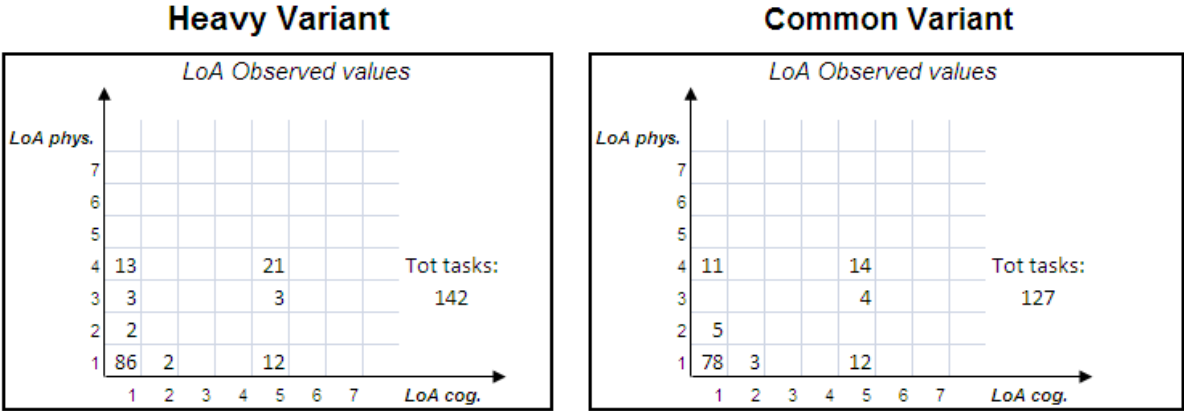 Heavy Variant
LoA Observed values
LoA phys.
7
6
5
4 13 21 Tot tasks:
3 3 3 142
2 2
1 86 2 12
1 2 3 4 5 6 7 LoA cog.
Common Variant
LoA Observed values
LoA phys.
7
6
5
4 11 14 Tot tasks:
3 4 127
2 5
1 78 3 12
1 2 3 4 5 6 7 LoA cog.